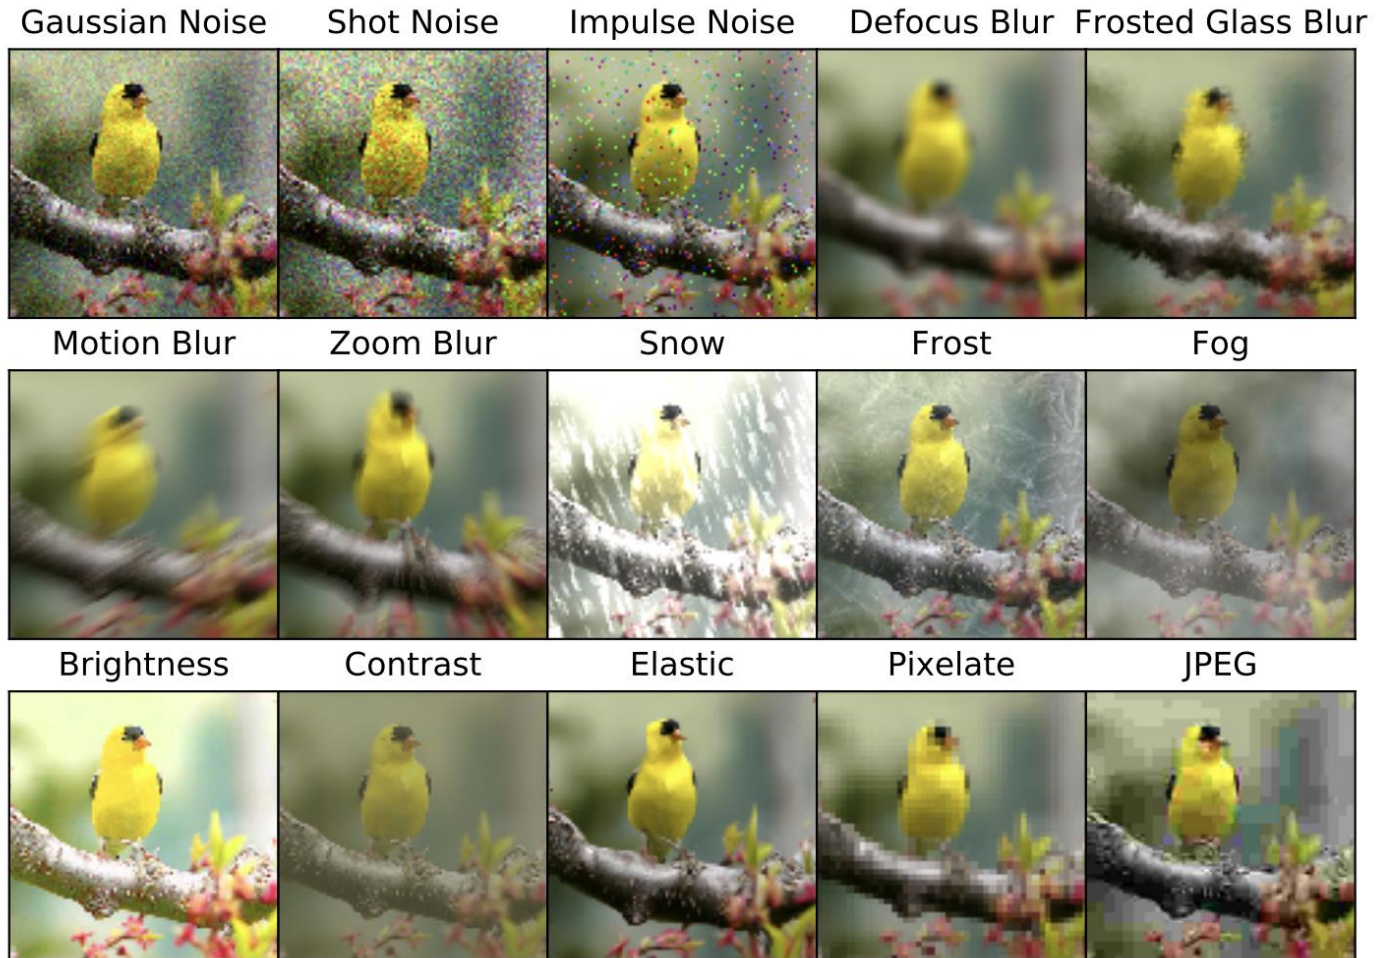 Gaussian Noise Shot Noise Impulse Noise Defocus Blur Frosted Glass Blur
Motion Blur Zoom Blur Snow Frost Fog
Brightness Contrast Elastic Pixelate JPEG